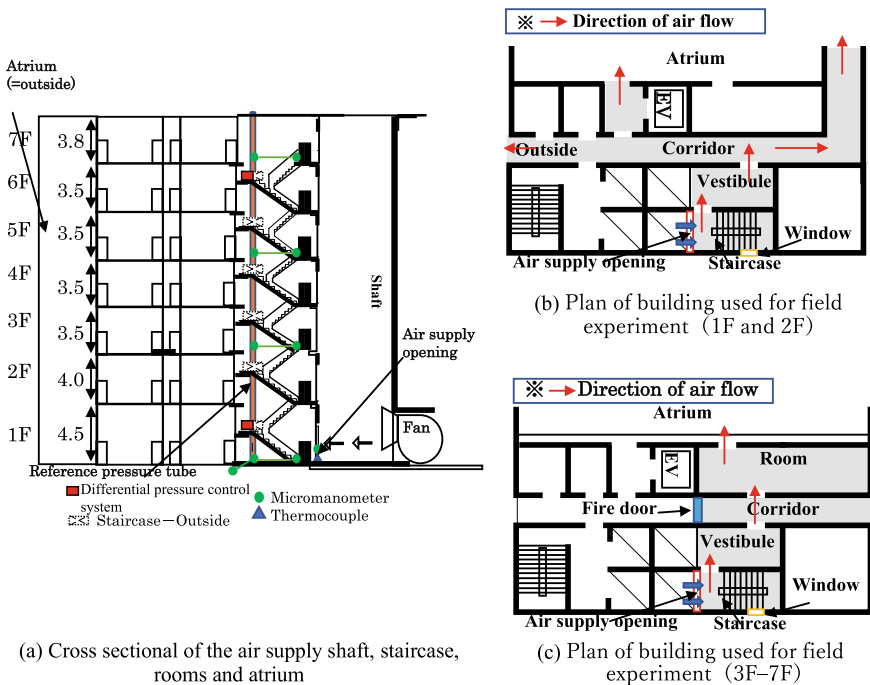 Atrium
(=outside)
7F
3.8
6F
3.5
5F
3.5
4F
3.5
3F
3.5
2F
4.0
1F
4.5
Shaft
Air supply
opening
Fan
Reference pressure tube
Differential pressure control
system
Staircase－Outside
Micromanometer
Thermocouple
(a) Cross sectional of the air supply shaft, staircase,
rooms and atrium
※ Direction of air flow
Atrium
EV
Outside
Corridor
Vestibule
Window
Air supply opening
Staircase
(b) Plan of building used for field
experiment（1F and 2F）
※ Direction of air flow
Atrium
EV
Room
Fire door
Corridor
Vestibule
Window
Air supply opening
Staircase
(c) Plan of building used for field
experiment（3F–7F）